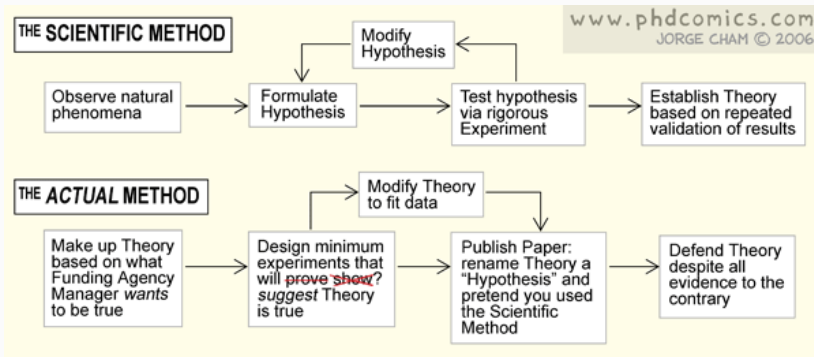 www.phdcomics.com
JORGE CHAM © 2006
THE SCIENTIFIC METHOD
Modify
Hypothesis
Observe natural
phenomena
Formulate
Hypothesis
Test hypothesis
via rigorous
Experiment
Establish Theory
based on repeated
validation of results
THE ACTUAL METHOD
Modify Theory
to fit data
Make up Theory
based on what
Funding Agency
Manager wants
to be true
Design minimum
experiments that
will prove show?
suggest Theory
is true
Publish Paper:
rename Theory a
“Hypothesis” and
pretend you used
the Scientific
Method
Defend Theory
despite all
evidence to the
contrary